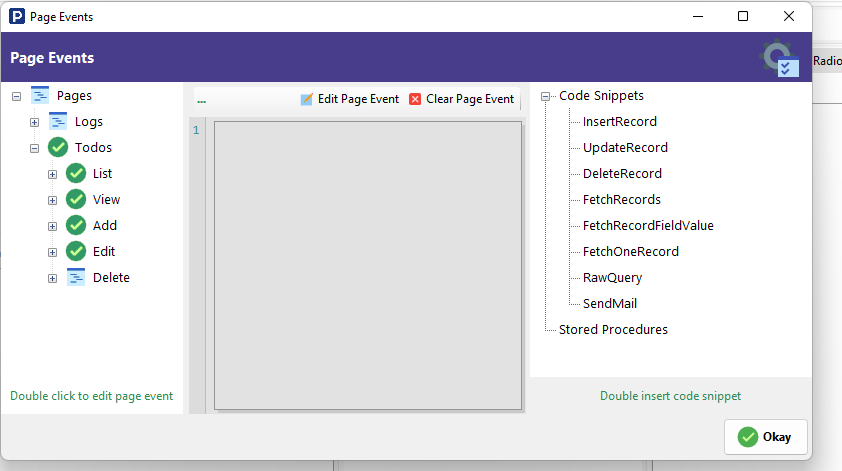 Page Events
Page Events
Radio
Pages
Logs
Todos
List
View
Add
Edit
Delete
Double click to edit page event
... Edit Page Event Clear Page Event
1
Code Snippets
InsertRecord
UpdateRecord
DeleteRecord
FetchRecords
FetchRecordFieldValue
FetchOneRecord
RawQuery
SendMail
Stored Procedures
Double insert code snippet
Okay